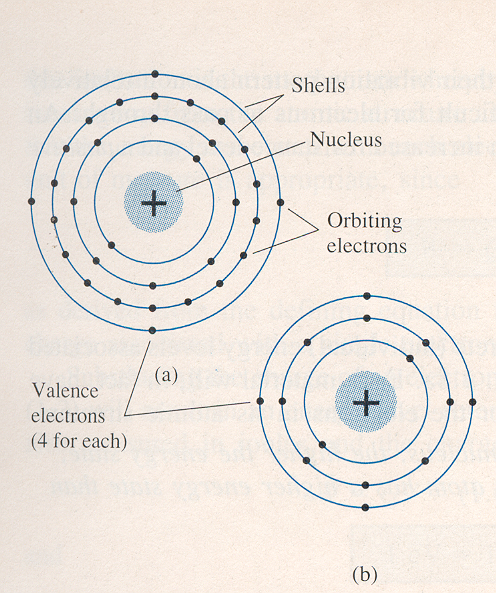 Shells
Nucleus
+
Orbiting
electrons
(a)
Valence
electrons
(4 for each)
+
(b)